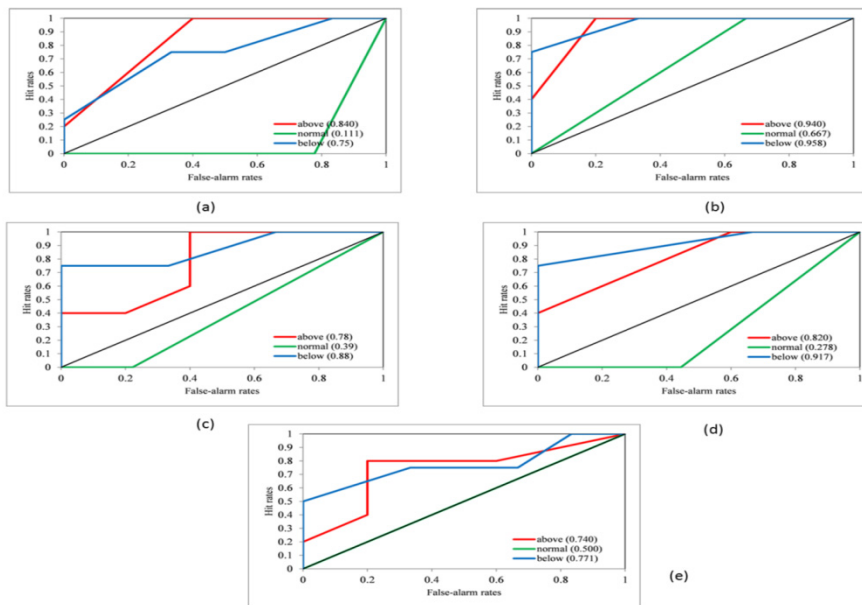 1
0.9
0.8
0.7
0.6
0.5
0.4
0.3
0.2
0.1
0
Hit rates
above (0.840)
normal (0.111)
below (0.75)
0 0.2 0.4 0.6 0.8 1
False-alarm rates
(a)
1
0.9
0.8
0.7
0.6
0.5
0.4
0.3
0.2
0.1
0
Hit rates
above (0.940)
normal (0.667)
below (0.958)
0 0.2 0.4 0.6 0.8 1
False-alarm rates
(b)
1
0.9
0.8
0.7
0.6
0.5
0.4
0.3
0.2
0.1
0
Hit rates
above (0.78)
normal (0.39)
below (0.88)
0 0.2 0.4 0.6 0.8 1
False-alarm rates
(c)
1
0.9
0.8
0.7
0.6
0.5
0.4
0.3
0.2
0.1
0
Hit rates
above (0.820)
normal (0.278)
below (0.917)
0 0.2 0.4 0.6 0.8 1
False-alarm rates
(d)
1
0.9
0.8
0.7
0.6
0.5
0.4
0.3
0.2
0.1
0
Hit rates
above (0.740)
normal (0.500)
below (0.771)
0 0.2 0.4 0.6 0.8 1
False-alarm rates
(e)